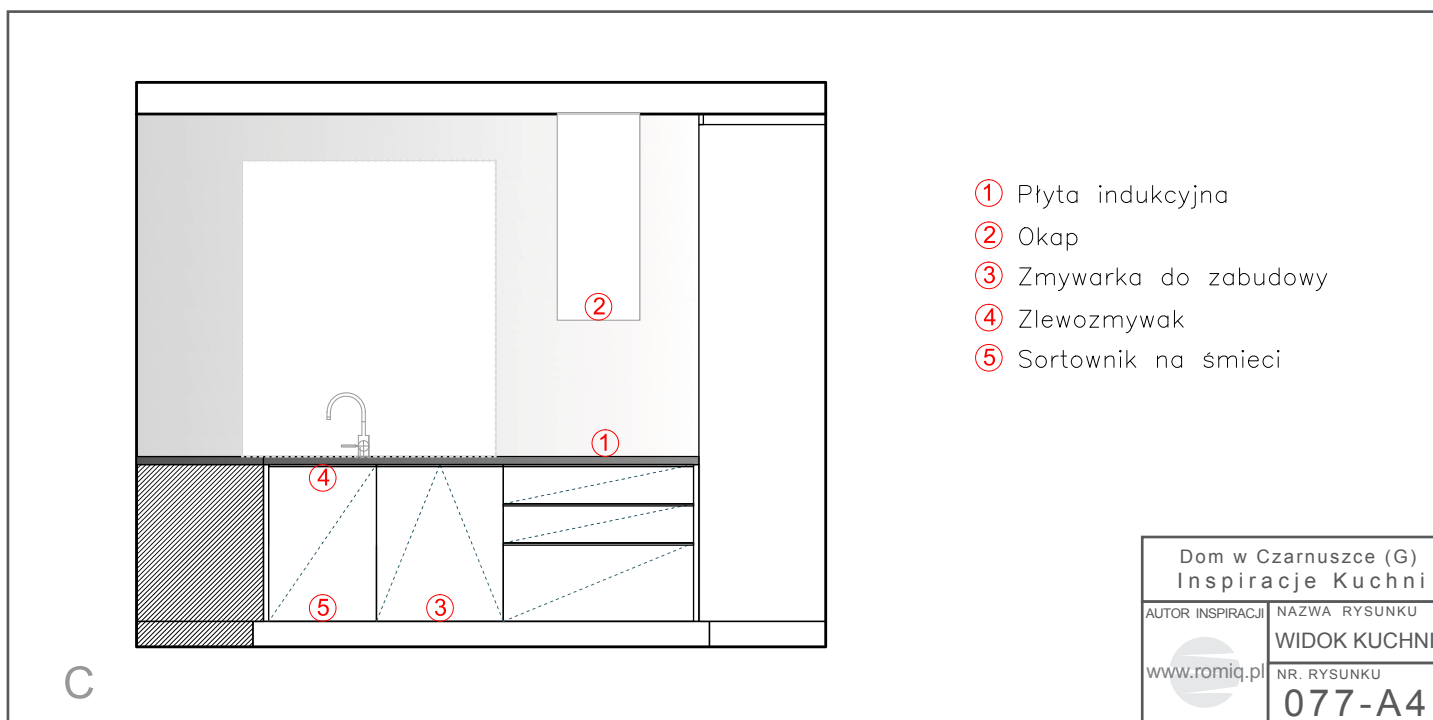 2
1
4
5
3
C
1 Płyta indukcyjna
2 Okap
3 Zmywarka do zabudowy
4 Zlewozmywak
5 Sortownik na śmieci
Dom w Czarnuszce (G)
Inspiracje Kuchni
AUTOR INSPIRACJI
www.romiq.pl
NAZWA RYSUNKU
WIDOK KUCHNI
NR. RYSUNKU
077-A4